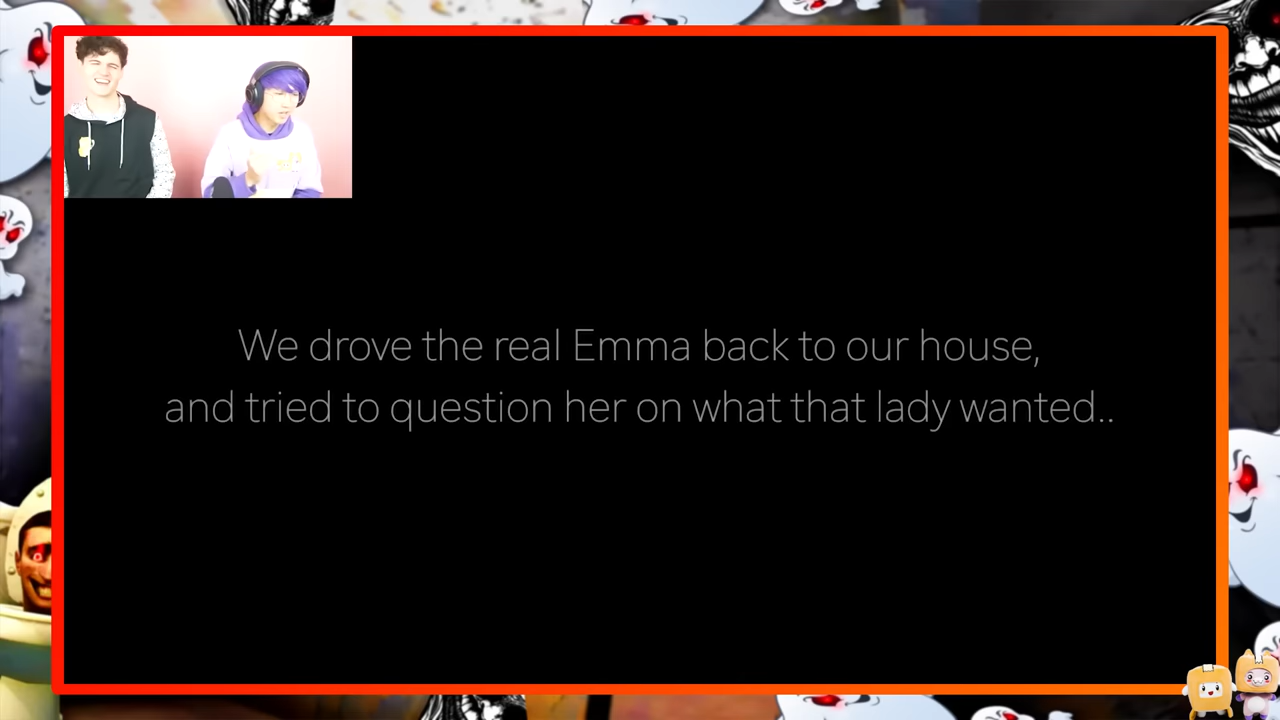 We drove the real Emma back to our house,
and tried to question her on what that lady wanted..